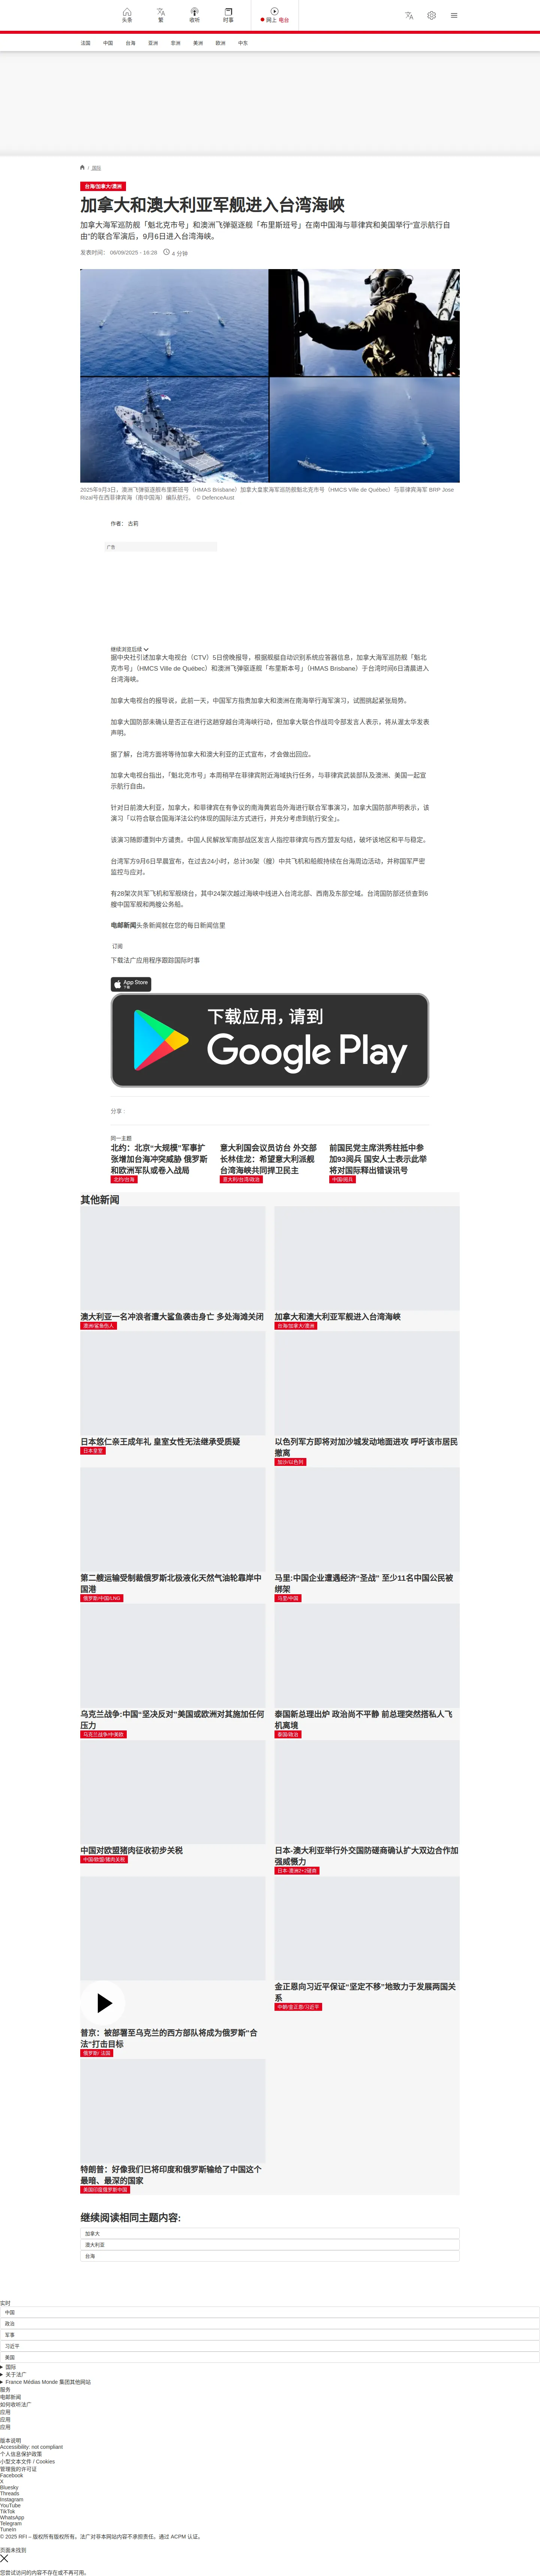 头条
繁
收听
时事
网上 电台
法国 中国 台海 亚洲 非洲 美洲 欧洲 中东
/ 国际
台海/加拿大/澳洲
加拿大和澳大利亚军舰进入台湾海峡
加拿大海军巡防舰「魁北克市号」和澳洲飞弹驱逐舰「布里斯班号」在南中国海与菲律宾和美国举行“宣示航行自
由”的联合军演后，9月6日进入台湾海峡。
发表时间： 06/09/2025 - 16:28 4 分钟
2025年9月3日，澳洲飞弹驱逐舰布里斯班号（HMAS Brisbane）加拿大皇家海军巡防舰魁北克市号（HMCS Ville de Québec）与菲律宾海军 BRP Jose
Rizal号在西菲律宾海（南中国海）编队航行。 © DefenceAust
作者： 古莉
广告
继续浏览后续
据中央社引述加拿大电视台（CTV）5日傍晚报导，根据舰艇自动识别系统应答器信息，加拿大海军巡防舰「魁北
克市号」（HMCS Ville de Québec）和澳洲飞弹驱逐舰「布里斯本号」（HMAS Brisbane）于台湾时间6日清晨进入
台湾海峡。
加拿大电视台的报导说，此前一天，中国军方指责加拿大和澳洲在南海举行海军演习，试图挑起紧张局势。
加拿大国防部未确认是否正在进行这趟穿越台湾海峡行动，但加拿大联合作战司令部发言人表示，将从渥太华发表
声明。
据了解，台湾方面将等待加拿大和澳大利亚的正式宣布，才会做出回应。
加拿大电视台指出，「魁北克市号」本周稍早在菲律宾附近海域执行任务，与菲律宾武装部队及澳洲、美国一起宣
示航行自由。
针对日前澳大利亚，加拿大，和菲律宾在有争议的南海黄岩岛外海进行联合军事演习，加拿大国防部声明表示，该
演习「以符合联合国海洋法公约体现的国际法方式进行，并充分考虑到航行安全」。
该演习随即遭到中方谴责。中国人民解放军南部战区发言人指控菲律宾与西方盟友勾结，破坏该地区和平与稳定。
台湾军方9月6日早晨宣布，在过去24小时，总计36架（艘）中共飞机和船舰持续在台海周边活动，并称国军严密
监控与应对。
有28架次共军飞机和军舰绕台，其中24架次越过海峡中线进入台湾北部、西南及东部空域。台湾国防部还侦查到6
艘中国军舰和两艘公务船。
电邮新闻头条新闻就在您的每日新闻信里
订阅
下载法广应用程序跟踪国际时事
App Store
下载
下载应用，请到
Google Play
分享 :
同一主题
北约：北京“大规模”军事扩
张增加台海冲突威胁 俄罗斯
和欧洲军队或卷入战局
北约/台海
意大利国会议员访台 外交部
长林佳龙：希望意大利派舰
台湾海峡共同捍卫民主
意大利/台湾/政治
前国民党主席洪秀柱抵中参
加93阅兵 国安人士表示此举
将对国际释出错误讯号
中国/阅兵
其他新闻
澳大利亚一名冲浪者遭大鲨鱼袭击身亡 多处海滩关闭
澳洲/鲨鱼伤人
加拿大和澳大利亚军舰进入台湾海峡
台海/加拿大/澳洲
日本悠仁亲王成年礼 皇室女性无法继承受质疑
日本皇室
以色列军方即将对加沙城发动地面进攻 呼吁该市居民
撤离
加沙/以色列
第二艘运输受制裁俄罗斯北极液化天然气油轮靠岸中
国港
俄罗斯/中国/LNG
马里:中国企业遭遇经济“圣战” 至少11名中国公民被
绑架
马里/中国
乌克兰战争:中国“坚决反对”美国或欧洲对其施加任何
压力
乌克兰战争/中美欧
泰国新总理出炉 政治尚不平静 前总理突然搭私人飞
机离境
泰国/政治
中国对欧盟猪肉征收初步关税
中国/欧盟/猪肉关税
日本-澳大利亚举行外交国防磋商确认扩大双边合作加
强威慑力
日本-澳洲2+2磋商
金正恩向习近平保证“坚定不移”地致力于发展两国关
系
中朝/金正恩/习近平
普京：被部署至乌克兰的西方部队将成为俄罗斯“合
法”打击目标
俄罗斯/ 法国
特朗普：好像我们已将印度和俄罗斯输给了中国这个
最暗、最深的国家
美国印度俄罗斯中国
继续阅读相同主题内容:
加拿大
澳大利亚
台海
实时
中国
政治
军事
习近平
美国
国际
关于法广
France Médias Monde 集团其他网站
服务
电邮新闻
如何收听法广
应用
应用
应用
版本说明
Accessibility: not compliant
个人信息保护政策
小型文本文件 / Cookies
管理我的许可证
Facebook
X
Bluesky
Threads
Instagram
YouTube
TikTok
WhatsApp
Telegram
TuneIn
© 2025 RFI – 版权所有版权所有。法广对非本网站内容不承担责任。通过 ACPM 认证。
页面未找到
您尝试访问的内容不存在或不再可用。